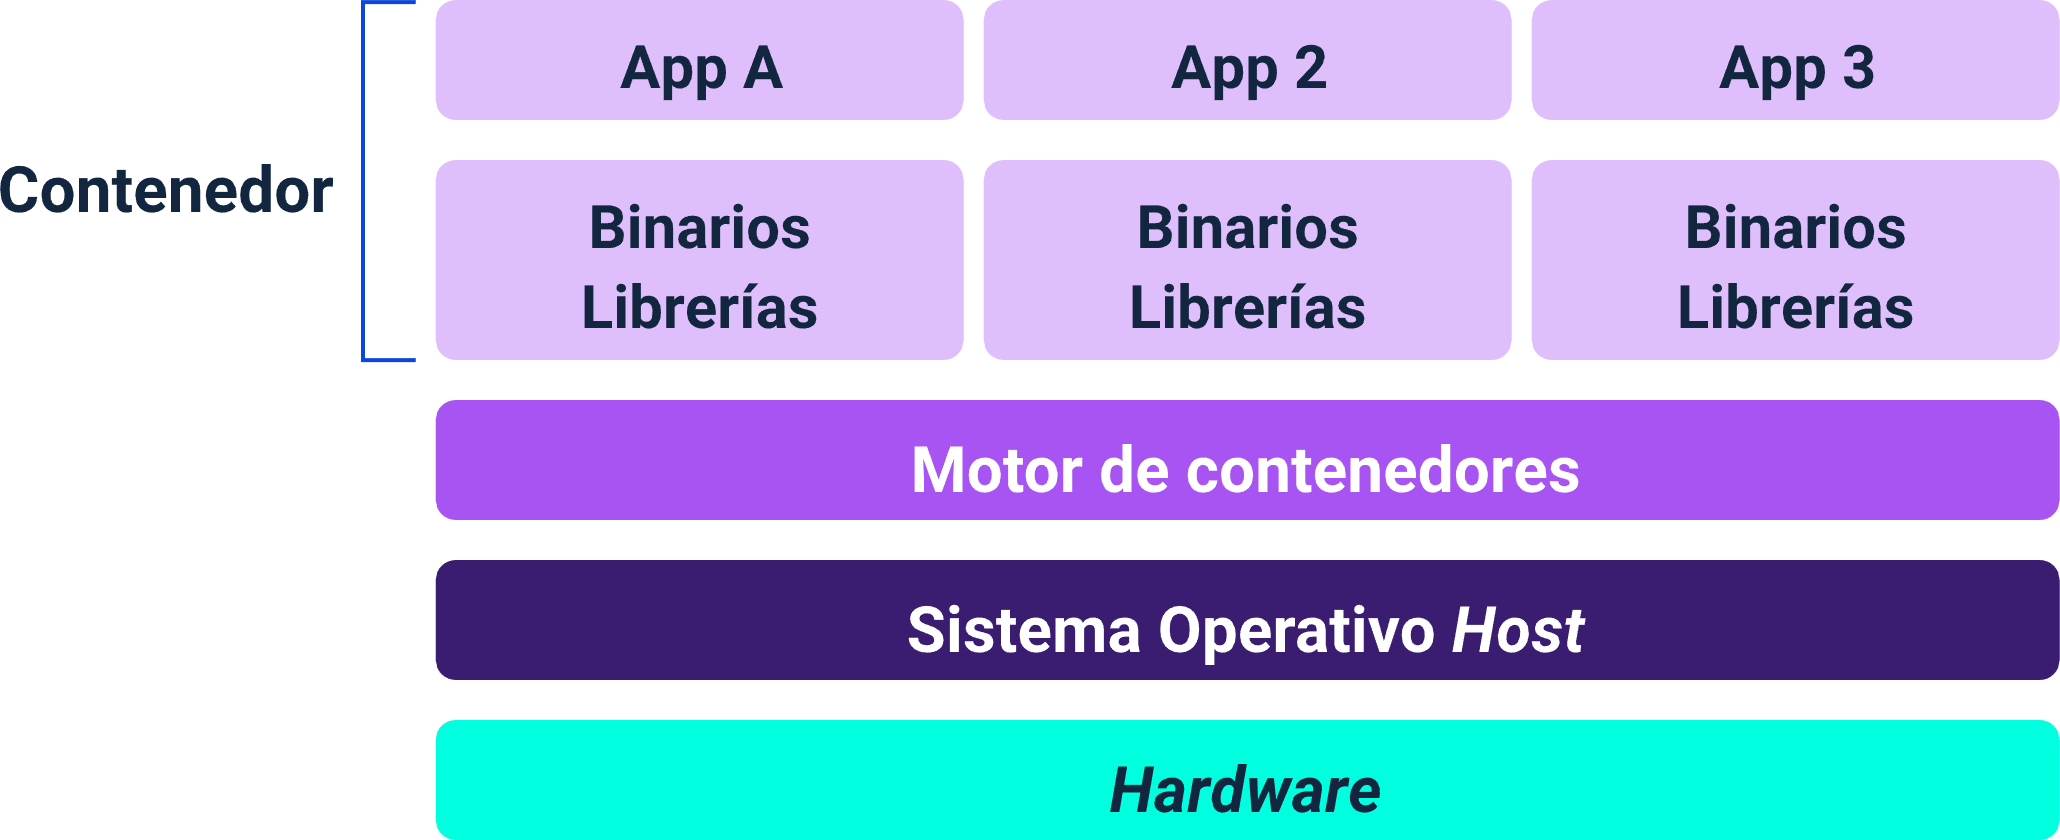 App A
App 2
App 3
Contenedor
Binarios
Librerías
Binarios
Librerías
Binarios
Librerías
Motor de contenedores
Sistema Operativo Host
Hardware